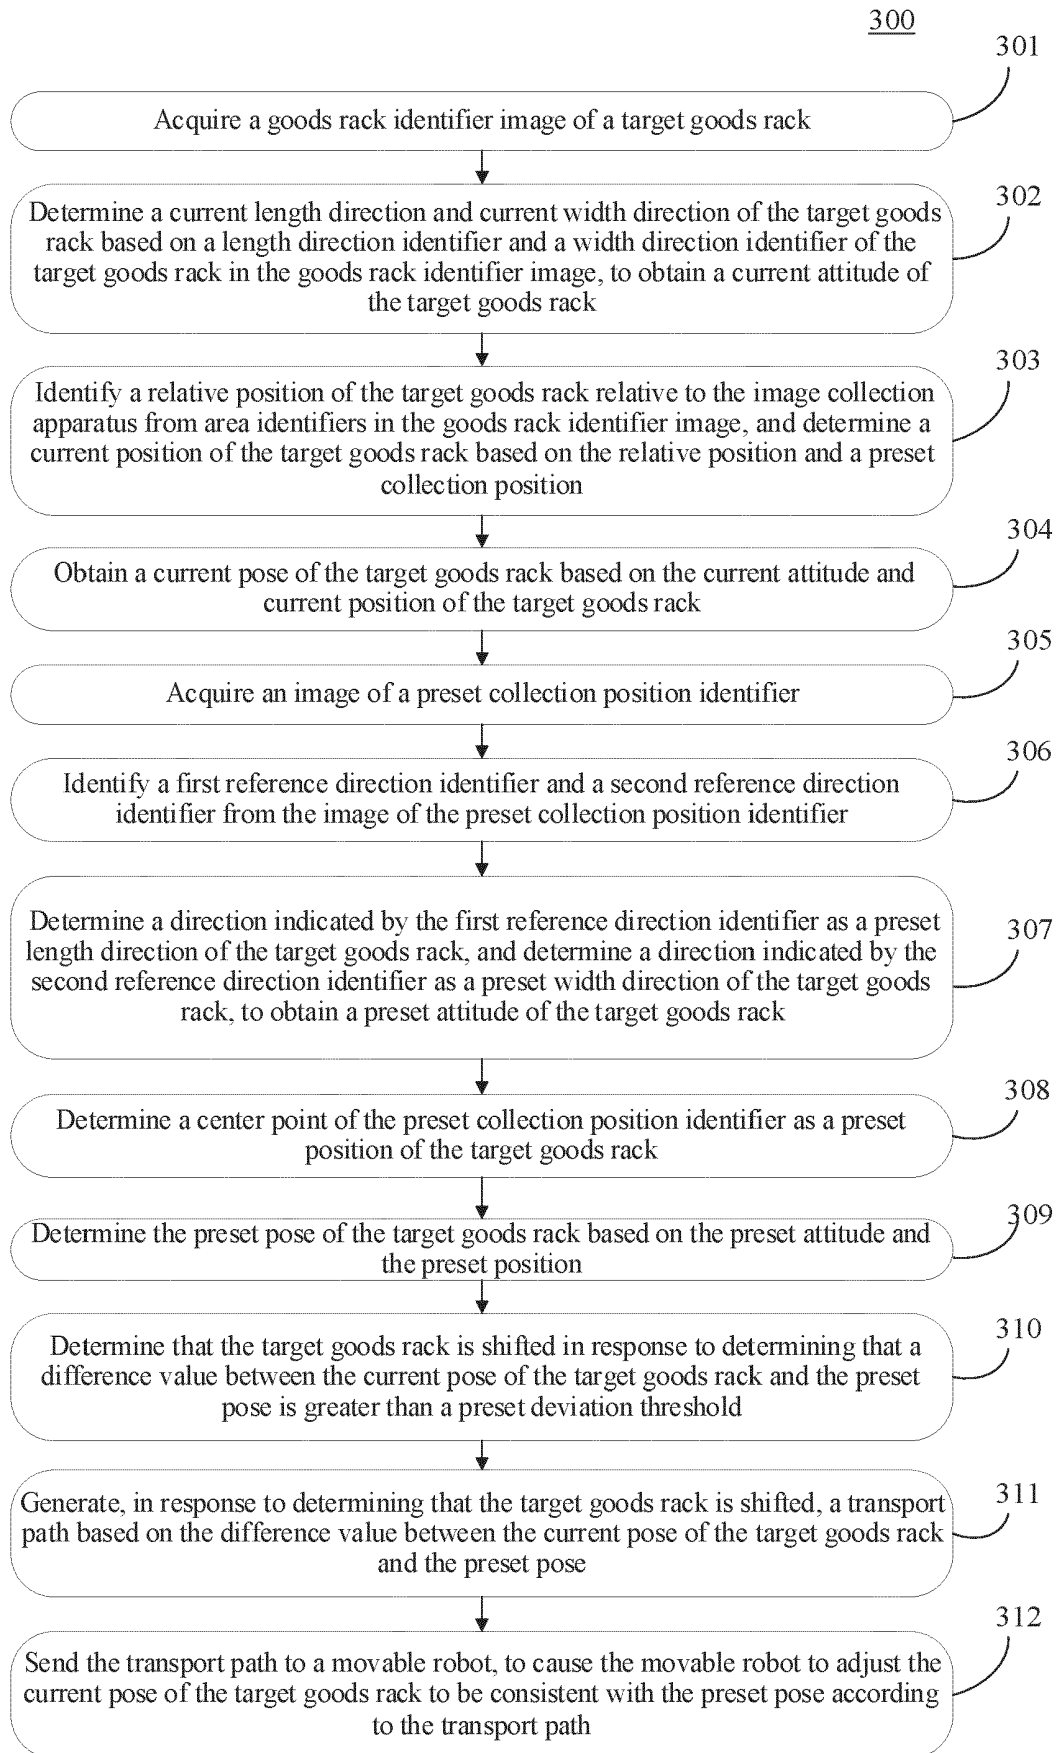 300
301
Acquire a goods rack identifier image of a target goods rack
302
Determine a current length direction and current width direction of the target goods
rack based on a length direction identifier and a width direction identifier of the
target goods rack in the goods rack identifier image, to obtain a current attitude of
the target goods rack
303
Identify a relative position of the target goods rack relative to the image collection
apparatus from area identifiers in the goods rack identifier image, and determine a
current position of the target goods rack based on the relative position and a preset
collection position
304
Obtain a current pose of the target goods rack based on the current attitude and
current position of the target goods rack
305
Acquire an image of a preset collection position identifier
306
Identify a first reference direction identifier and a second reference direction
identifier from the image of the preset collection position identifier
307
Determine a direction indicated by the first reference direction identifier as a preset
length direction of the target goods rack, and determine a direction indicated by the
second reference direction identifier as a preset width direction of the target goods
rack, to obtain a preset attitude of the target goods rack
308
Determine a center point of the preset collection position identifier as a preset
position of the target goods rack
309
Determine the preset pose of the target goods rack based on the preset attitude and
the preset position
310
Determine that the target goods rack is shifted in response to determining that a
difference value between the current pose of the target goods rack and the preset
pose is greater than a preset deviation threshold
311
Generate, in response to determining that the target goods rack is shifted, a transport
path based on the difference value between the current pose of the target goods rack
and the preset pose
312
Send the transport path to a movable robot, to cause the movable robot to adjust the
current pose of the target goods rack to be consistent with the preset pose according
to the transport path